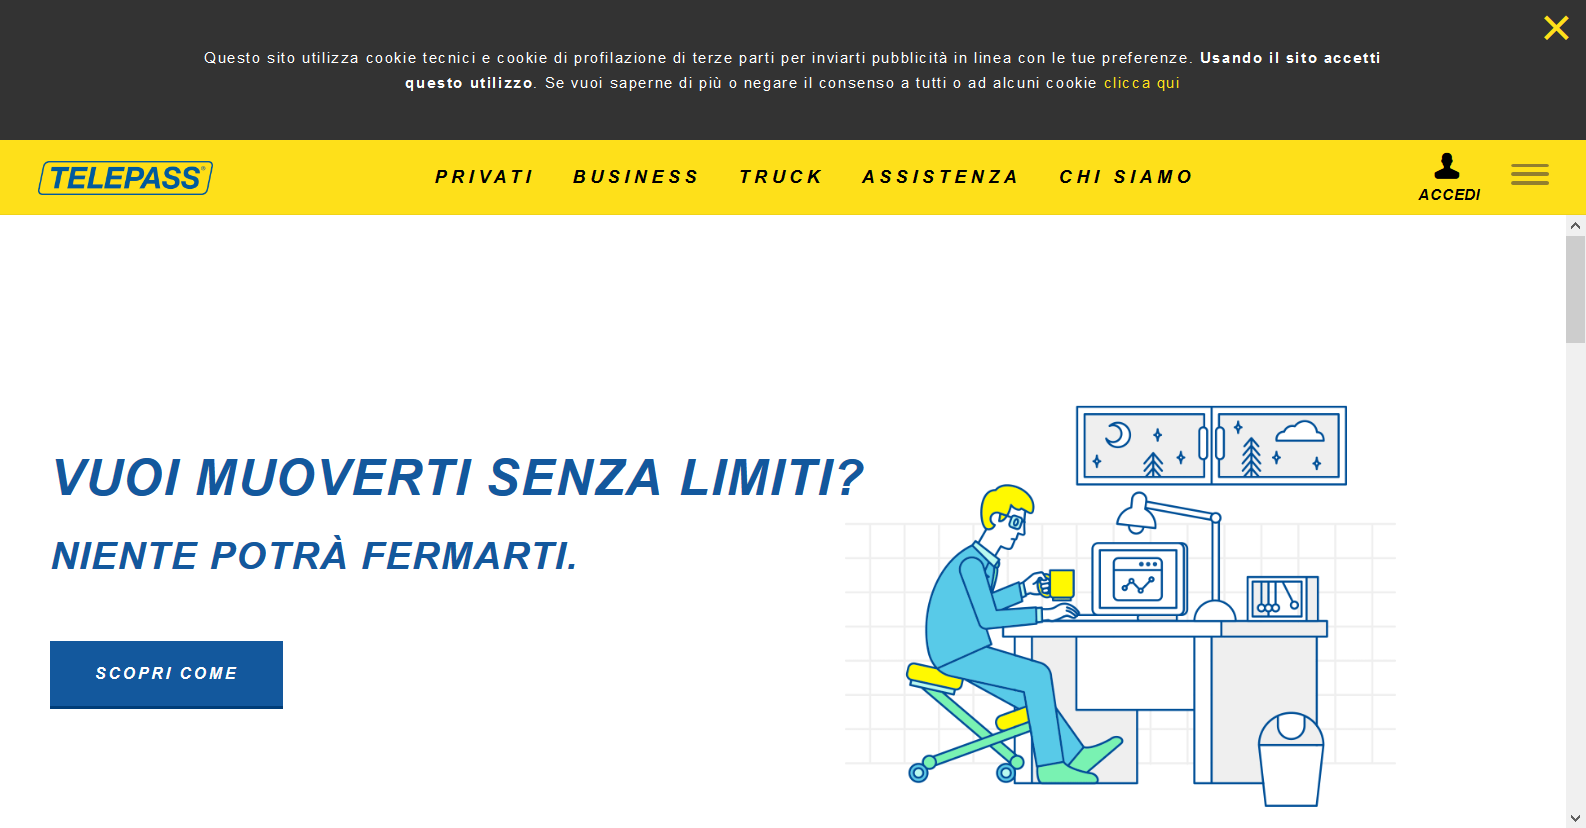 Questo sito utilizza cookie tecnici e cookie di profilazione di terze parti per inviarti pubblicità in linea con le tue preferenze. Usando il sito accetti
questo utilizzo. Se vuoi saperne di più o negare il consenso a tutti o ad alcuni cookie clicca qui
TELEPASS®
PRIVATI BUSINESS TRUCK ASSISTENZA CHI SIAMO
ACCEDI
VUOI MUOVERTI SENZA LIMITI?
NIENTE POTRÀ FERMARTI.
SCOPRI COME